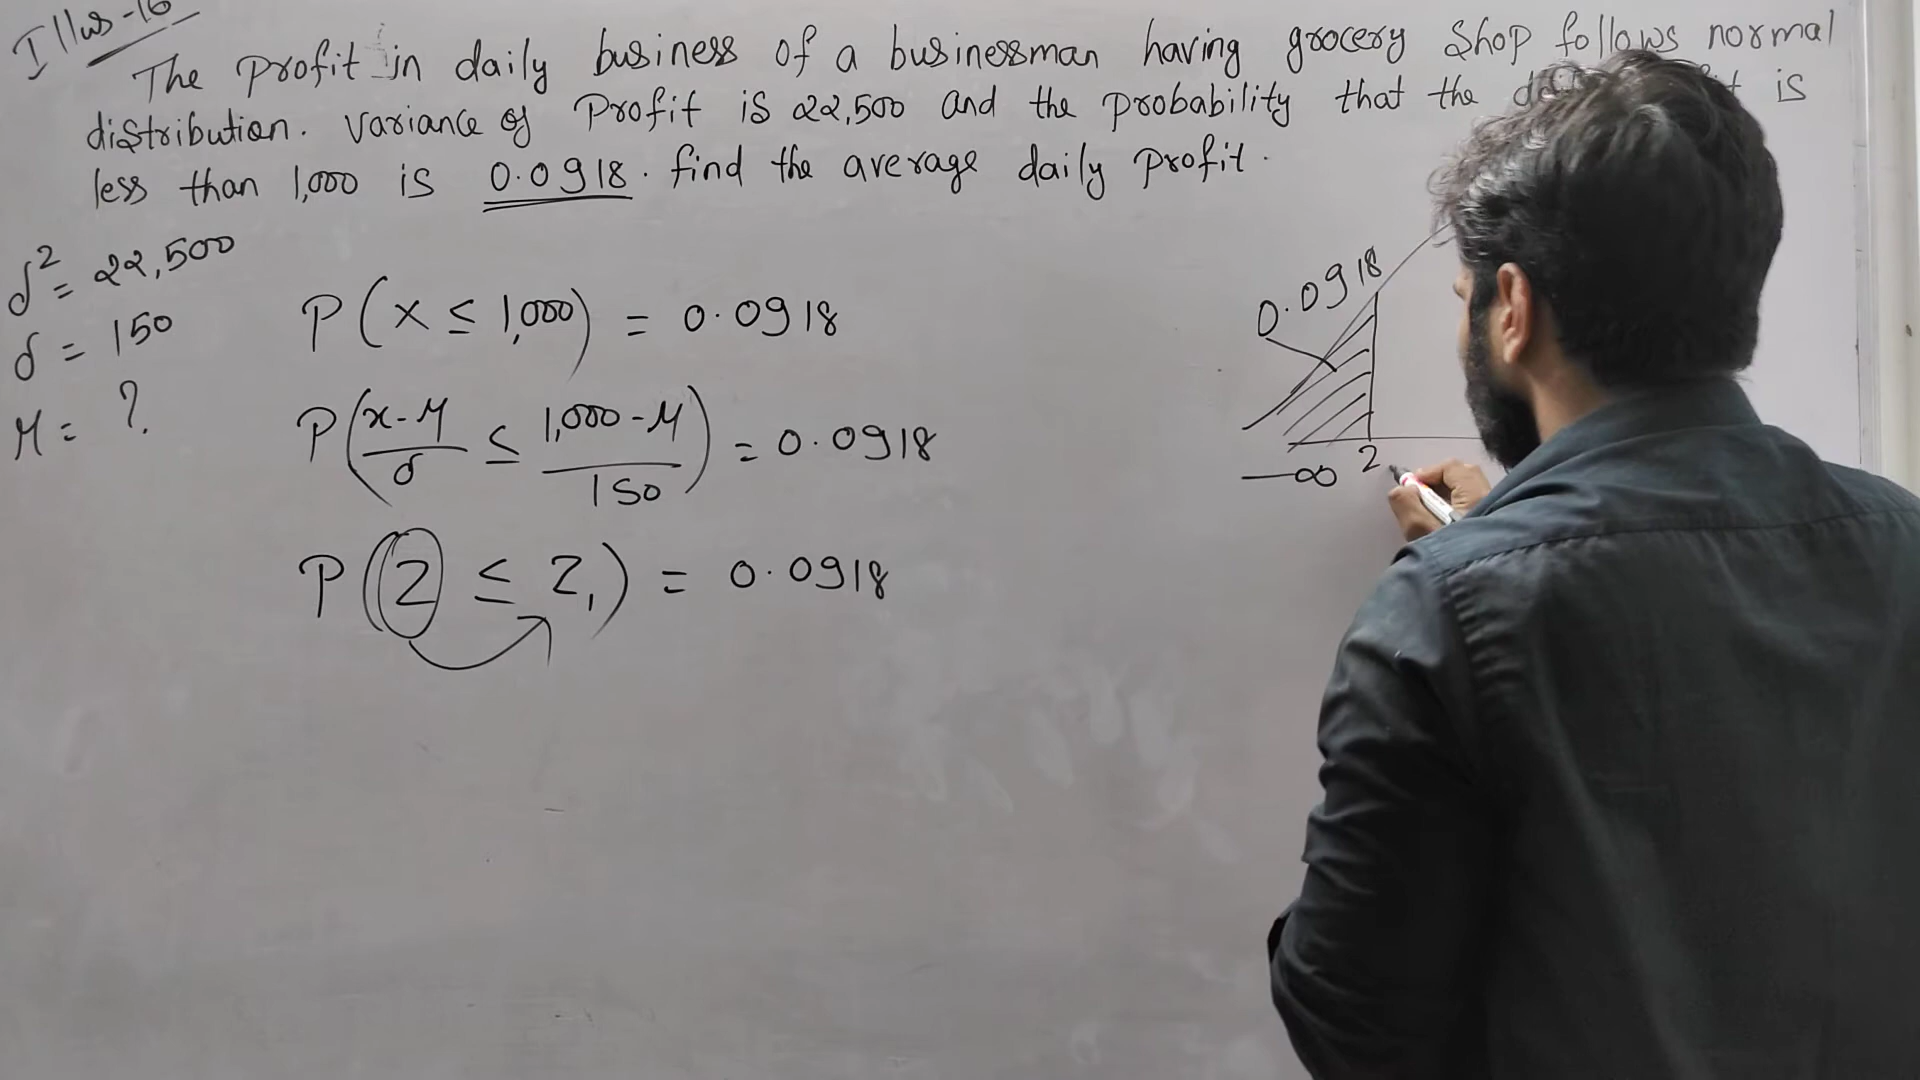 Illus-16
The profit in daily business of a businessman having grocery shop follows normal
distribution. Variance of Profit is 22,500 and the probability that the is
less than 1,000 is 0.0918. find the average daily profit.
σ² = 22,500
σ = 150
μ = ?
P(x ≤ 1,000) = 0.0918
P((x-μ)/σ ≤ (1,000-μ)/150) = 0.0918
P(Z ≤ Z₁) = 0.0918
0.0918
-∞ Z